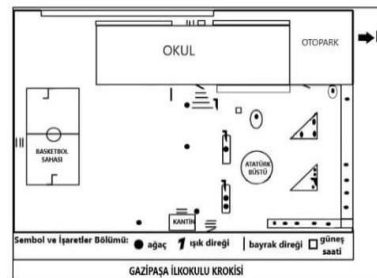 OKUL
OTOPARK
BASKETBOL
SAHASI
ATATÜRK
BÜSTÜ
KANTİN
Sembol ve İşaretler Bölümü: ağaç ışık direği bayrak direği güneş
saati
GAZİPAŞA İLKOKULU KROKİSİ